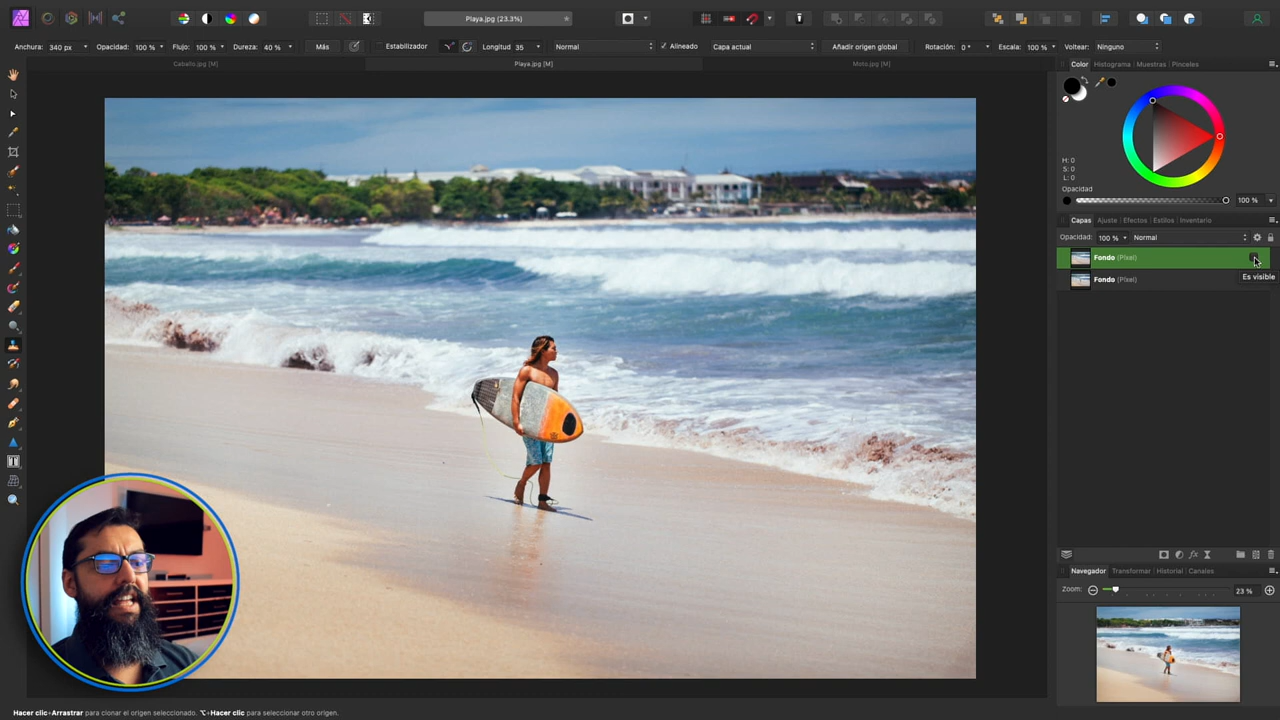 Playa.jpg (23.3%)
Anchura: 340 px Opacidad: 100 % Flujo: 100 % Dureza: 40 % Más Estabilizador Longitud 35 Normal Alineado Capa actual Añadir origen global Rotación: 0° Escala: 100 % Voltear: Ninguno
Caballo.jpg [M] Playa.jpg [M] Moto.jpg [M]
Color Histograma Muestras Pinceles
H: 0
S: 0
L: 0
Opacidad
100 %
Capas Ajuste Efectos Estilos Inventario
Opacidad: 100 % Normal
Fondo (Píxel)
Es visible
Fondo (Píxel)
Navegador Transformar Historial Canales
Zoom: 23 %
Hacer clic-Arrastrar para clonar el origen seleccionado. ⌥+Hacer clic para seleccionar otro origen.